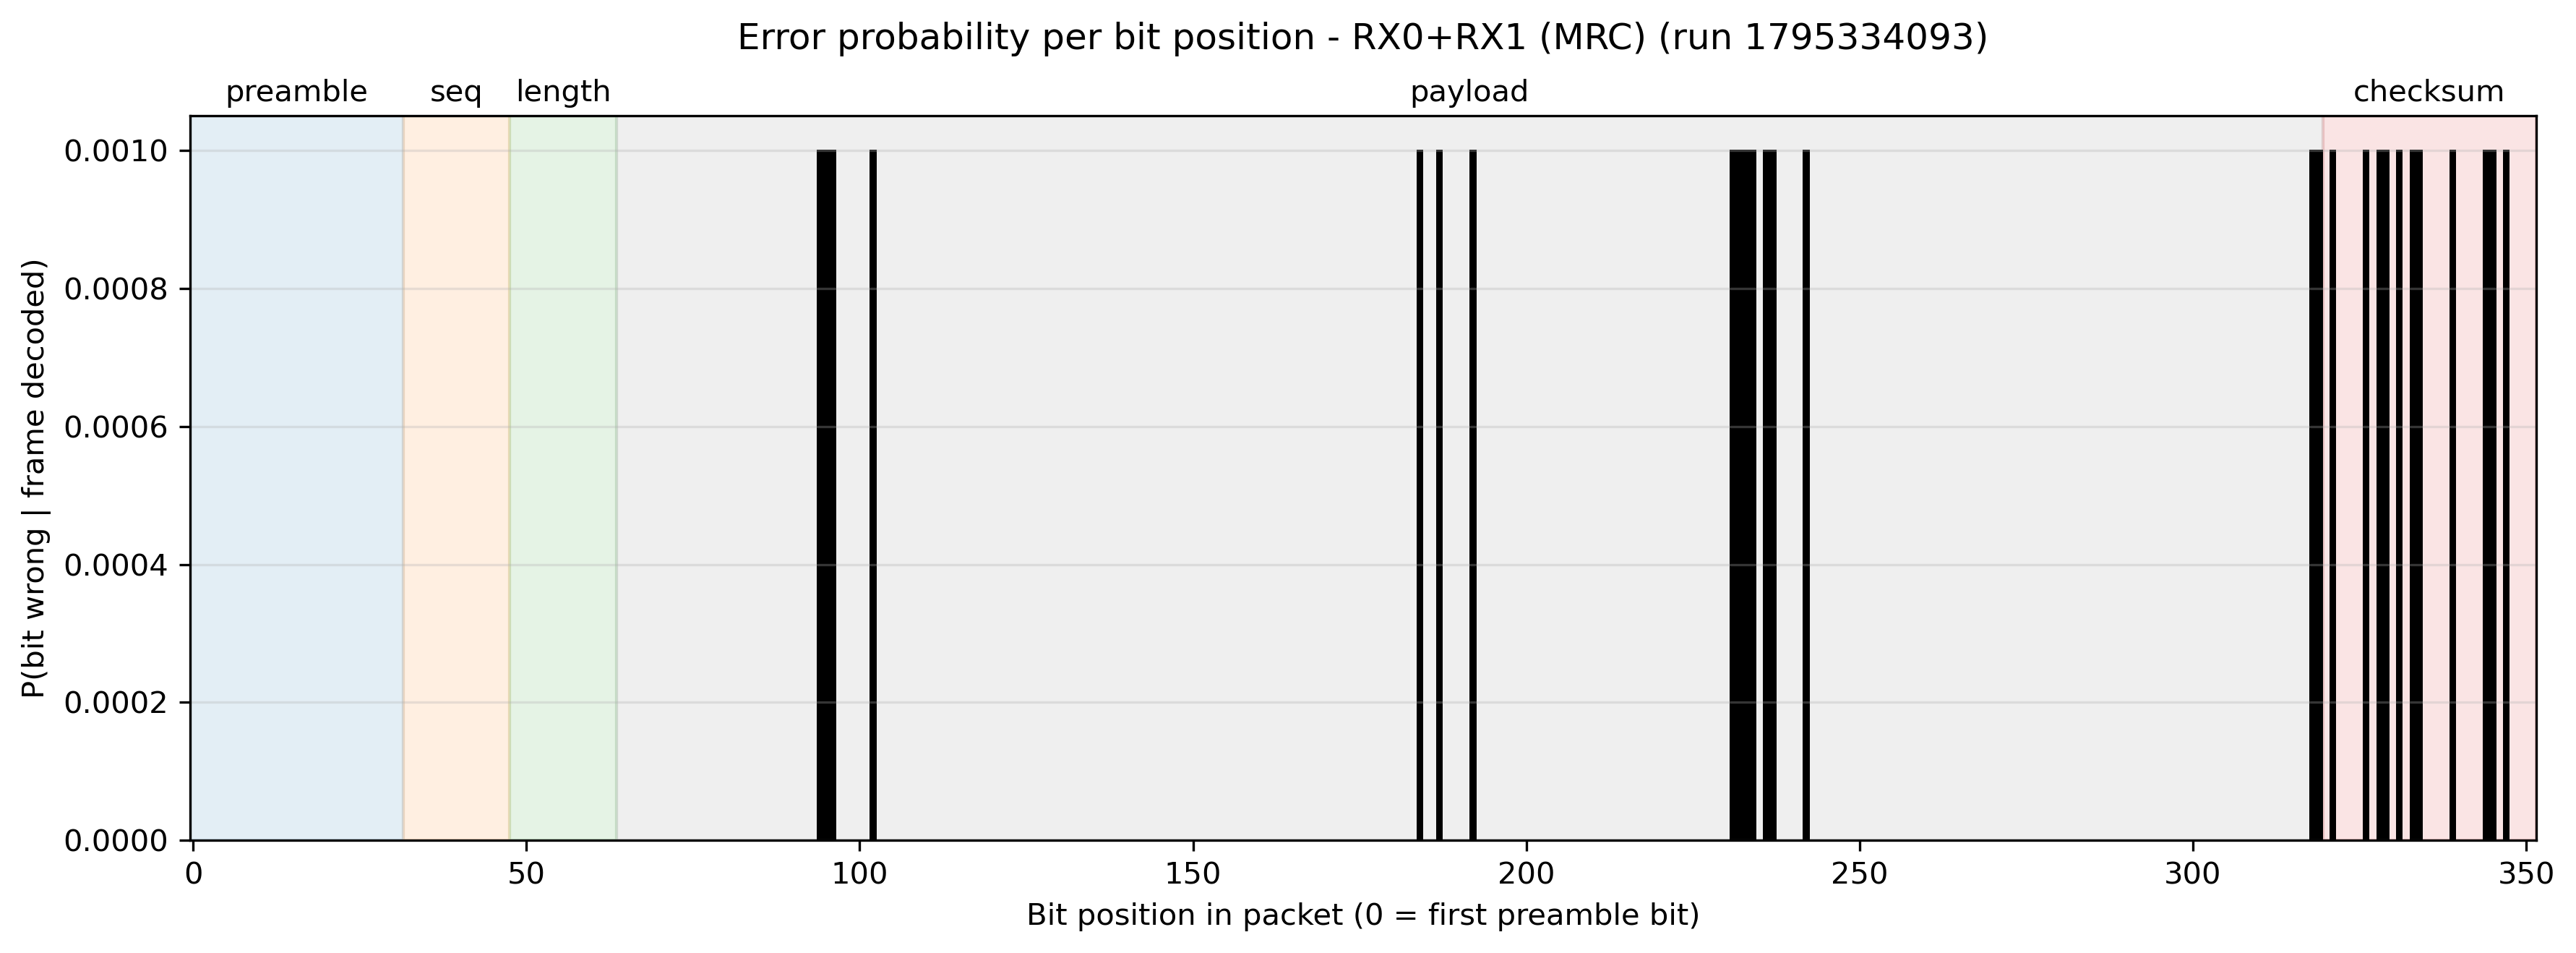 Error probability per bit position - RX0+RX1 (MRC) (run 1795334093)
preamble seq length payload checksum
P(bit wrong | frame decoded)
0.0010
0.0008
0.0006
0.0004
0.0002
0.0000
0 50 100 150 200 250 300 350
Bit position in packet (0 = first preamble bit)